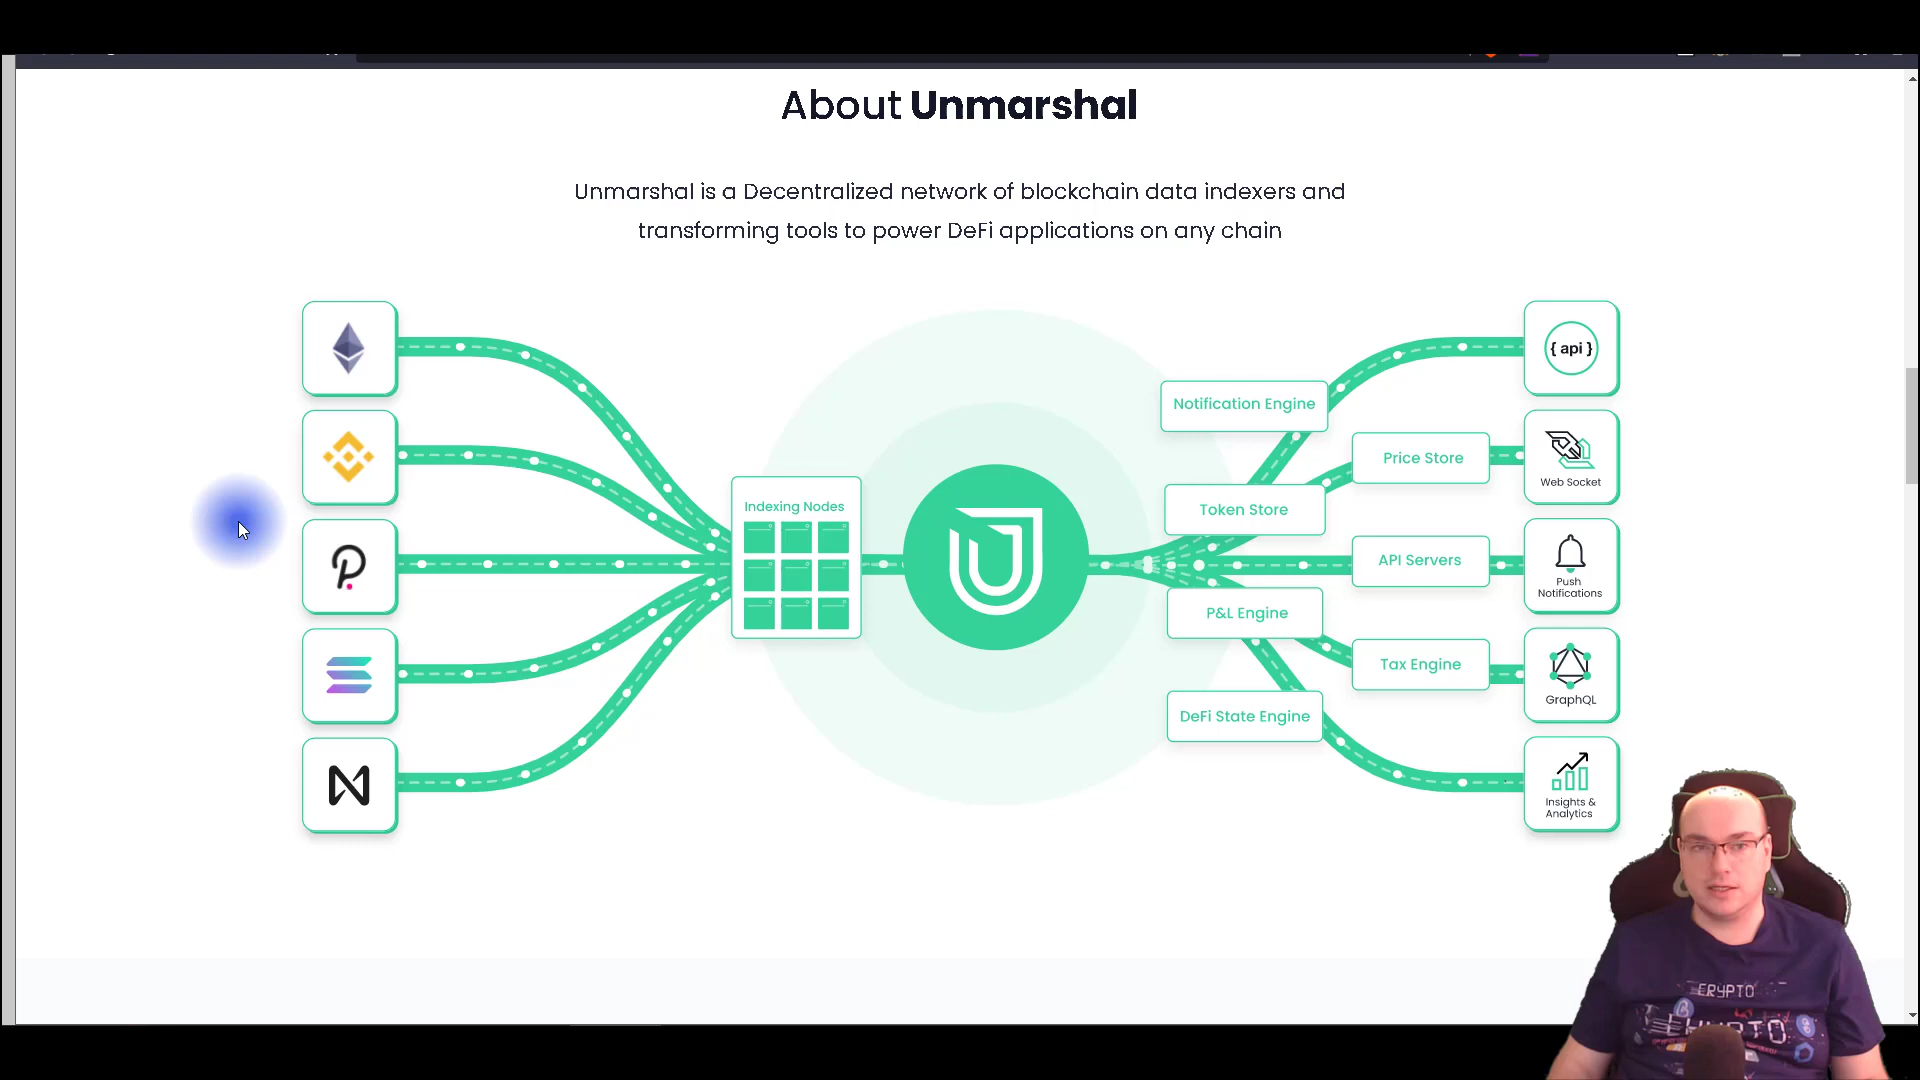 About Unmarshal
Unmarshal is a Decentralized network of blockchain data indexers and
transforming tools to power DeFi applications on any chain
{ api }
Notification Engine
Price Store
Web Socket
Indexing Nodes
Token Store
API Servers
Push
Notifications
P&L Engine
Tax Engine
GraphQL
DeFi State Engine
Insights &
Analytics
CRYPTO